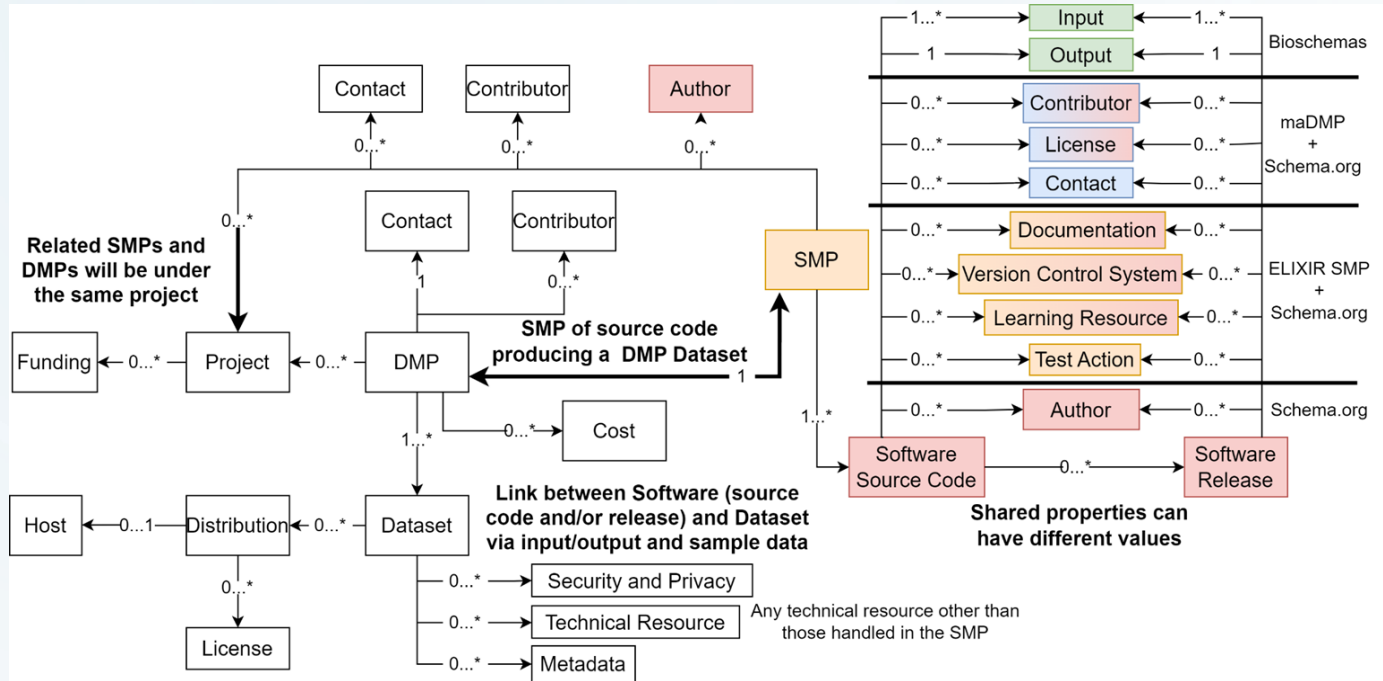 1...*
Input
1...*
Bioschemas
1
Output
1
Contact
Contributor
Author
0...*
Contributor
0...*
maDMP
+
Schema.org
0...*
License
0...*
0...*
Contact
0...*
0...*
0...*
0...*
0...*
Contact
Contributor
Related SMPs and
DMPs will be under
the same project
1
0...*
SMP
0...*
Documentation
0...*
ELIXIR SMP
+
Schema.org
0...*
Version Control System
0...*
0...*
Learning Resource
0...*
0...*
Test Action
0...*
SMP of source code
producing a DMP Dataset
1
Funding
0...*
Project
0...*
DMP
0...*
Author
0...*
Schema.org
1...*
0...*
Cost
1...*
Software
Source Code
0...*
Software
Release
Shared properties can
have different values
Link between Software (source
code and/or release) and Dataset
via input/output and sample data
Host
0...1
Distribution
0...*
Dataset
0...*
License
0...*
Security and Privacy
0...*
Technical Resource
Any technical resource other than
those handled in the SMP
0...*
Metadata